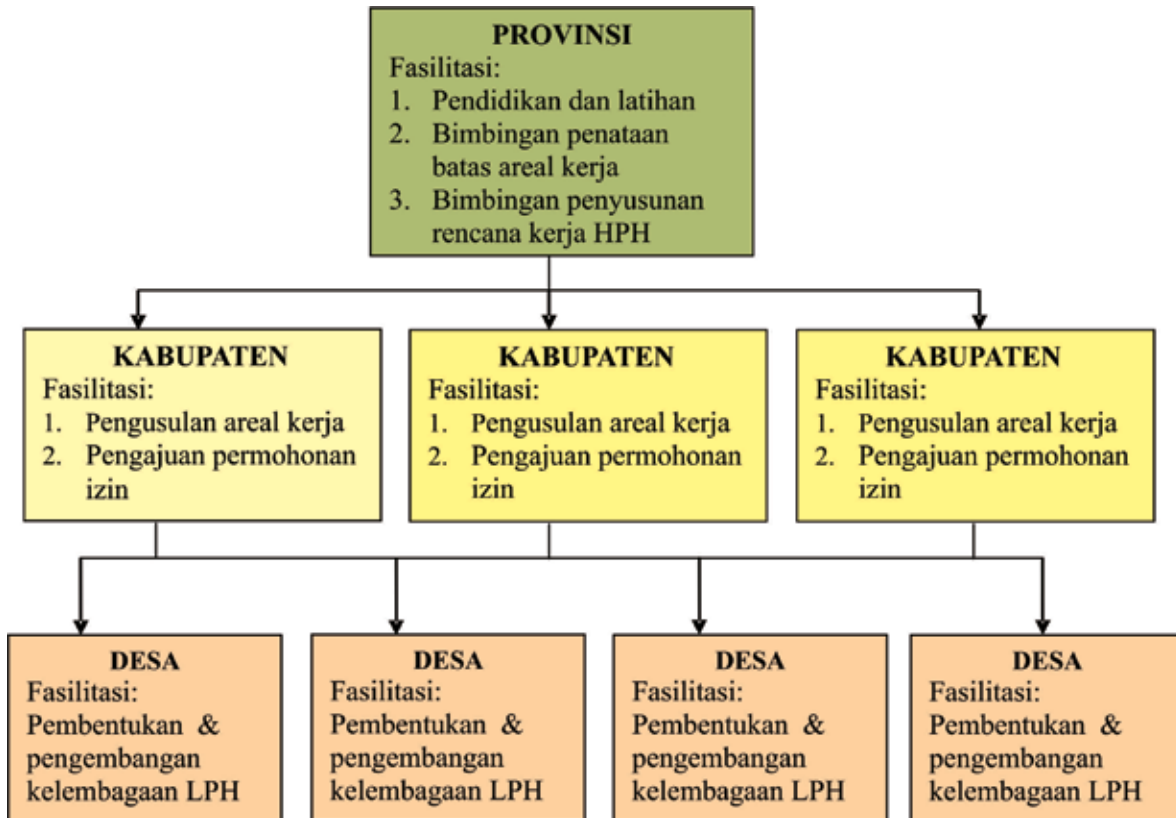 PROVINSI
Fasilitasi:
1. Pendidikan dan latihan
2. Bimbingan penataan
batas areal kerja
3. Bimbingan penyusunan
rencana kerja HPH
KABUPATEN
Fasilitasi:
1. Pengusulan areal kerja
2. Pengajuan permohonan
izin
KABUPATEN
Fasilitasi:
1. Pengusulan areal kerja
2. Pengajuan permohonan
izin
KABUPATEN
Fasilitasi:
1. Pengusulan areal kerja
2. Pengajuan permohonan
izin
DESA
Fasilitasi:
Pembentukan &
pengembangan
kelembagaan LPH
DESA
Fasilitasi:
Pembentukan &
pengembangan
kelembagaan LPH
DESA
Fasilitasi:
Pembentukan &
pengembangan
kelembagaan LPH
DESA
Fasilitasi:
Pembentukan &
pengembangan
kelembagaan LPH